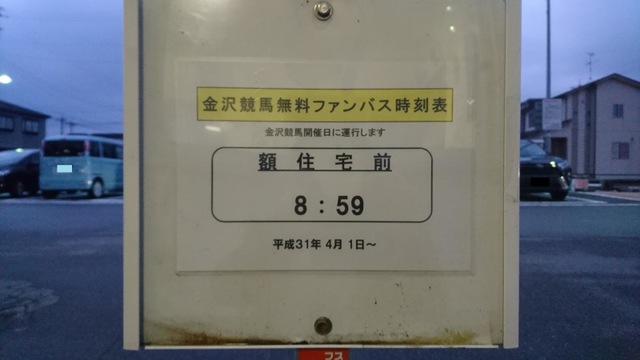 金沢競馬無料ファンバス時刻表
金沢競馬開催日に運行します
額住宅前
8:59
平成31年 4月 1日~